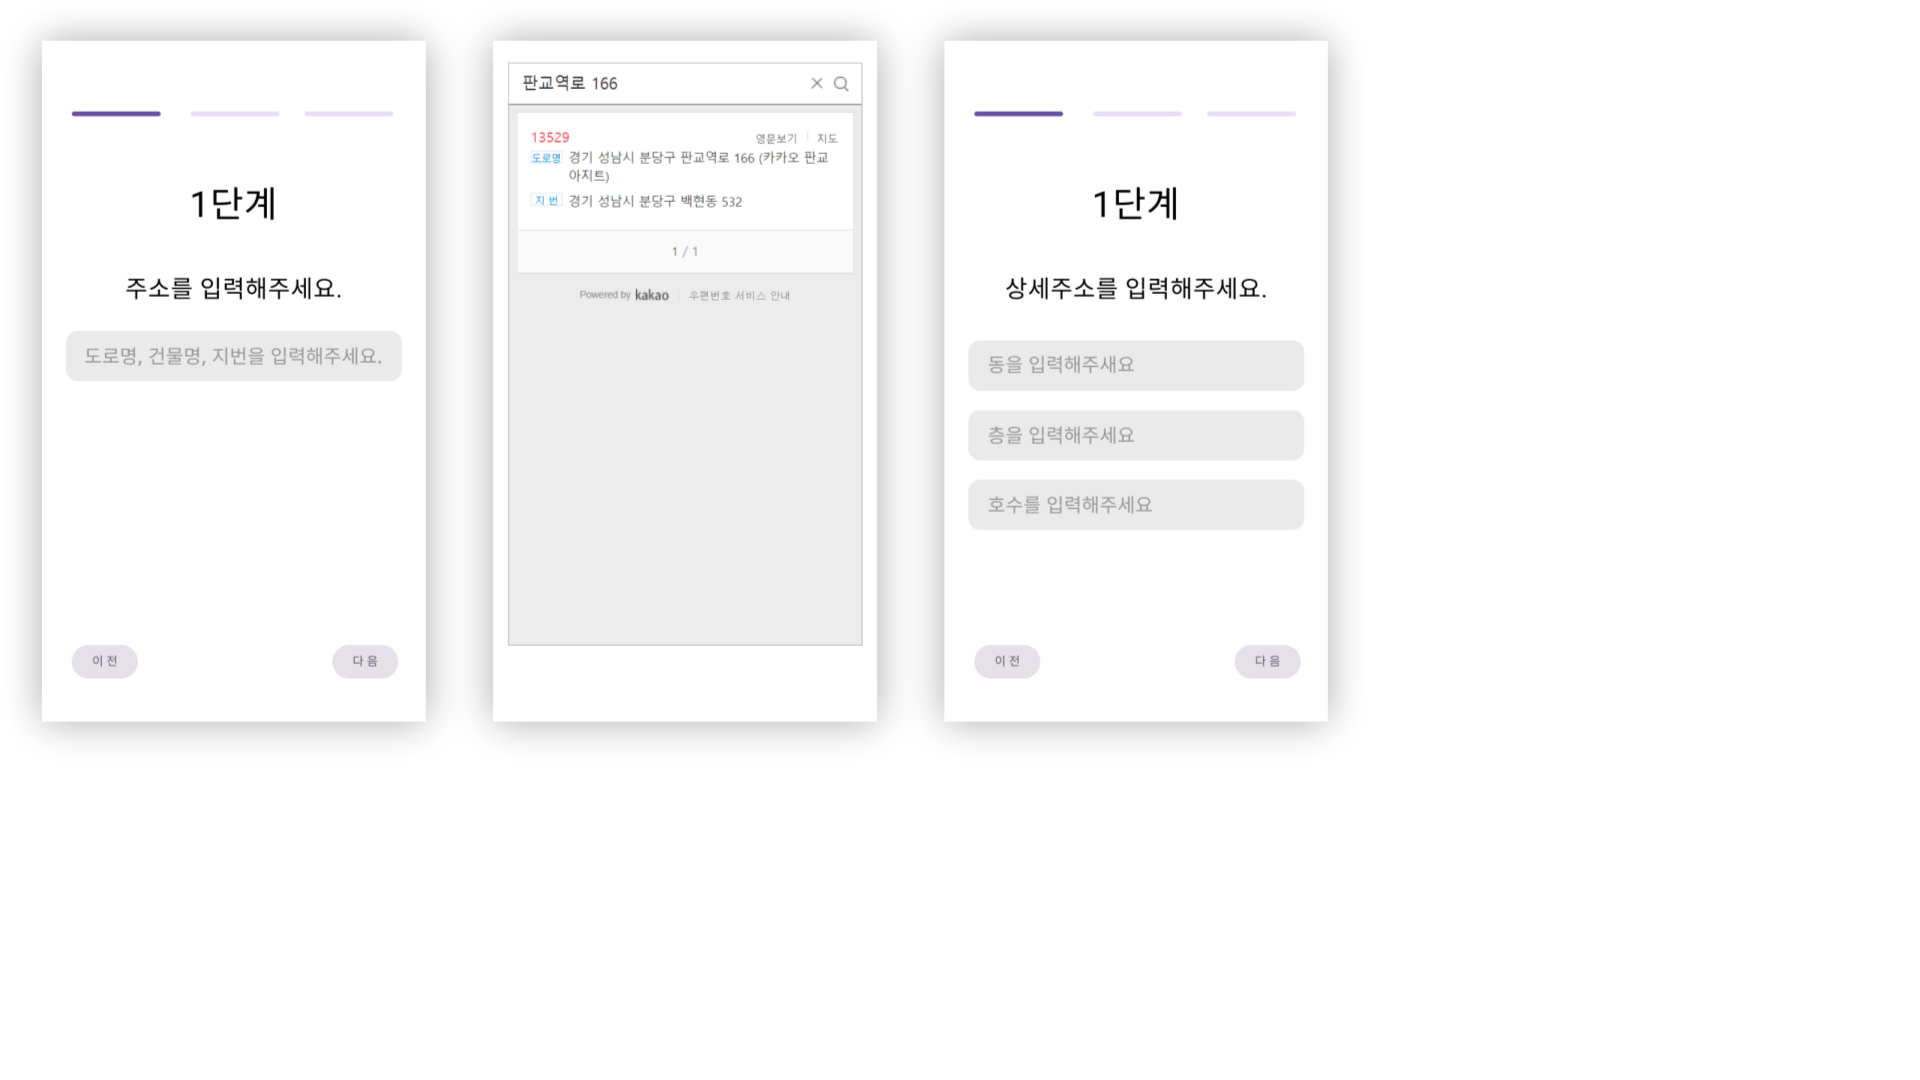 1단계
주소를 입력해주세요.
도로명, 건물명, 지번을 입력해주세요.
이전
다음
판교역로 166
13529
영문보기
지도
도로명
경기 성남시 분당구 판교역로 166 (카카오 판교
아지트)
지번
경기 성남시 분당구 백현동 532
1 / 1
Powered by kakao
우편번호 서비스 안내
1단계
상세주소를 입력해주세요.
동을 입력해주새요
층을 입력해주세요
호수를 입력해주세요
이전
다음